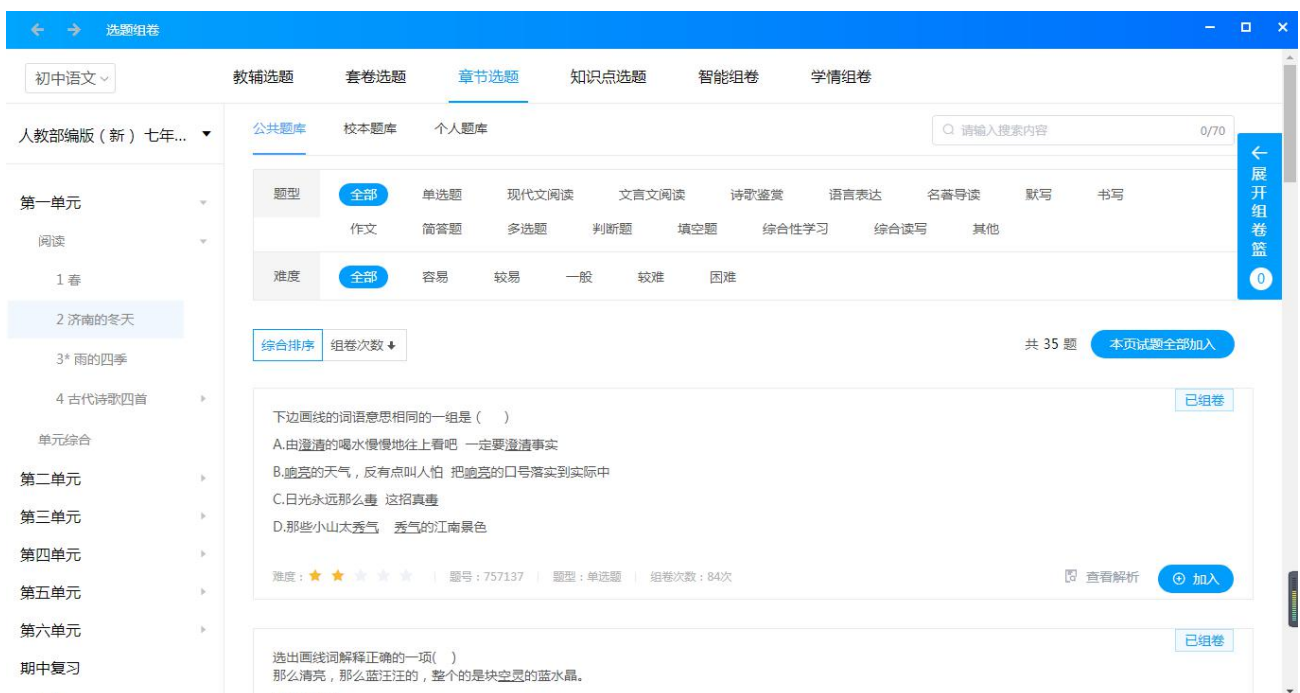 选题组卷
初中语文
教辅选题 套卷选题 章节选题 知识点选题 智能组卷 学情组卷
人教部编版（新）七年...
公共题库 校本题库 个人题库
请输入搜索内容 0/70
展开组卷篮
0
题型 全部 单选题 现代文阅读 文言文阅读 诗歌鉴赏 语言表达 名著导读 默写 书写
作文 简答题 多选题 判断题 填空题 综合性学习 综合读写 其他
难度 全部 容易 较易 一般 较难 困难
第一单元
阅读
1 春
2 济南的冬天
3* 雨的四季
4 古代诗歌四首
单元综合
第二单元
第三单元
第四单元
第五单元
第六单元
期中复习
综合排序 组卷次数
共 35 题 本页试题全部加入
已组卷
下边画线的词语意思相同的一组是 ( )
A.由澄清的喝水慢慢地往上看吧 一定要澄清事实
B.响亮的天气，反有点叫人怕 把响亮的口号落实到实际中
C.日光永远那么毒 这招真毒
D.那些小山太秀气 秀气的江南景色
难度： 题号：757137 题型：单选题 组卷次数：84次
查看解析 加入
已组卷
选出画线词解释正确的一项( )
那么清亮，那么蓝汪汪的，整个的是块空灵的蓝水晶。